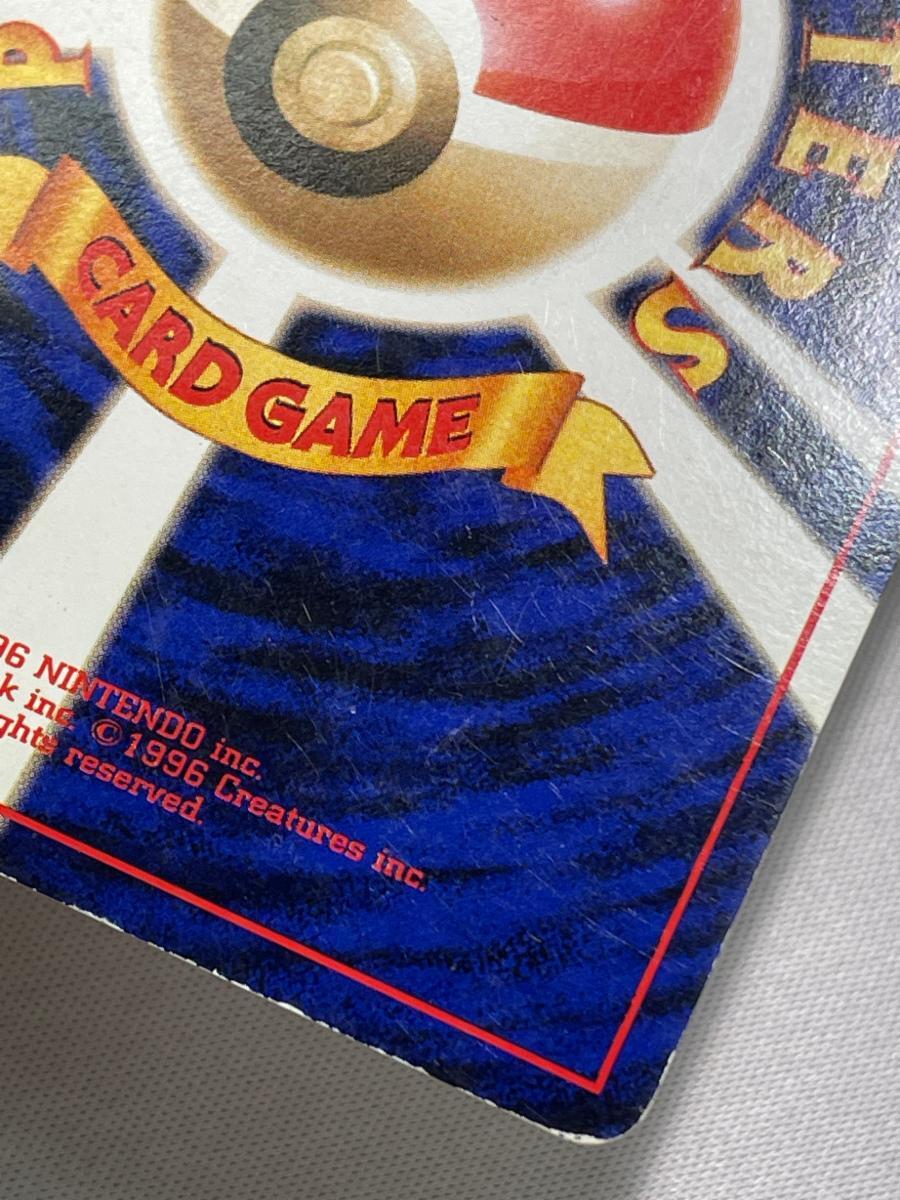 P
TERS
CARD GAME
96 NINTENDO inc.
k inc. ©1996 Creatures inc.
ghts reserved.